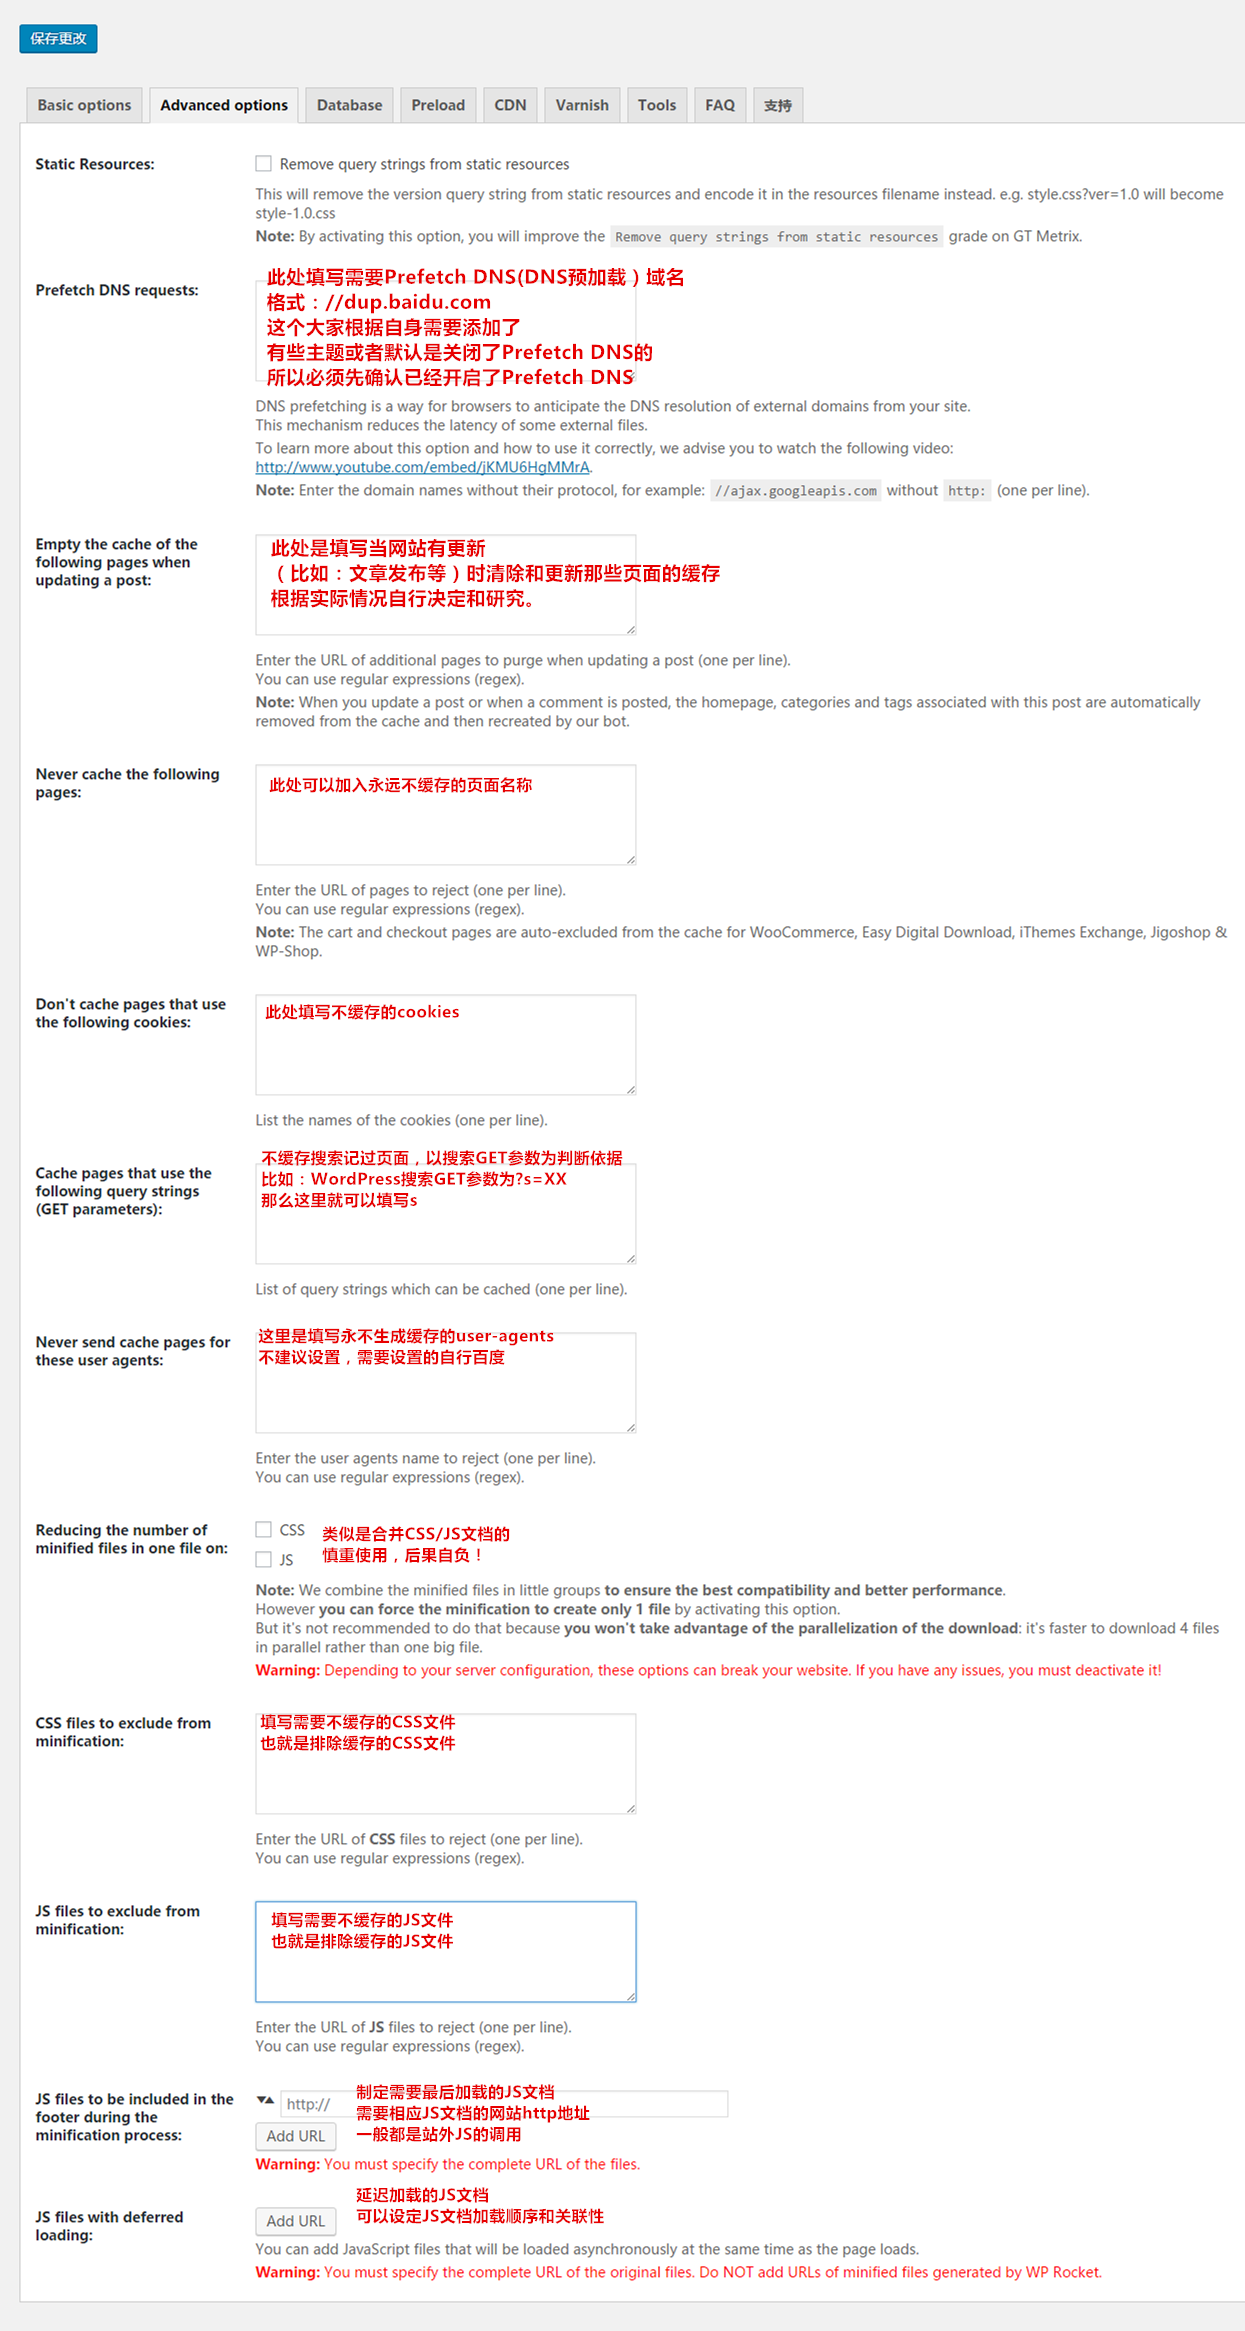 保存更改
Basic options
Advanced options
Database
Preload
CDN
Varnish
Tools
FAQ
支持
Static Resources:
Remove query strings from static resources
This will remove the version query string from static resources and encode it in the resources filename instead. e.g. style.css?ver=1.0 will become
style-1.0.css
Note: By activating this option, you will improve the Remove query strings from static resources grade on GT Metrix.
Prefetch DNS requests:
此处填写需要Prefetch DNS(DNS预加载）域名
格式：//dup.baidu.com
这个大家根据自身需要添加了
有些主题或者默认是关闭了Prefetch DNS的
所以必须先确认已经开启了Prefetch DNS
DNS prefetching is a way for browsers to anticipate the DNS resolution of external domains from your site.
This mechanism reduces the latency of some external files.
To learn more about this option and how to use it correctly, we advise you to watch the following video:
http://www.youtube.com/embed/jKMU6HgMMrA.
Note: Enter the domain names without their protocol, for example: //ajax.googleapis.com without http: (one per line).
Empty the cache of the
following pages when
updating a post:
此处是填写当网站有更新
（比如：文章发布等）时清除和更新那些页面的缓存
根据实际情况自行决定和研究。
Enter the URL of additional pages to purge when updating a post (one per line).
You can use regular expressions (regex).
Note: When you update a post or when a comment is posted, the homepage, categories and tags associated with this post are automatically
removed from the cache and then recreated by our bot.
Never cache the following
pages:
此处可以加入永远不缓存的页面名称
Enter the URL of pages to reject (one per line).
You can use regular expressions (regex).
Note: The cart and checkout pages are auto-excluded from the cache for WooCommerce, Easy Digital Download, iThemes Exchange, Jigoshop &
WP-Shop.
Don't cache pages that use
the following cookies:
此处填写不缓存的cookies
List the names of the cookies (one per line).
Cache pages that use the
following query strings
(GET parameters):
不缓存搜索记过页面，以搜索GET参数为判断依据
比如：WordPress搜索GET参数为?s=XX
那么这里就可以填写s
List of query strings which can be cached (one per line).
Never send cache pages for
these user agents:
这里是填写永不生成缓存的user-agents
不建议设置，需要设置的自行百度
Enter the user agents name to reject (one per line).
You can use regular expressions (regex).
Reducing the number of
minified files in one file on:
CSS
JS
类似是合并CSS/JS文档的
慎重使用，后果自负！
Note: We combine the minified files in little groups to ensure the best compatibility and better performance.
However you can force the minification to create only 1 file by activating this option.
But it's not recommended to do that because you won't take advantage of the parallelization of the download: it's faster to download 4 files
in parallel rather than one big file.
Warning: Depending to your server configuration, these options can break your website. If you have any issues, you must deactivate it!
CSS files to exclude from
minification:
填写需要不缓存的CSS文件
也就是排除缓存的CSS文件
Enter the URL of CSS files to reject (one per line).
You can use regular expressions (regex).
JS files to exclude from
minification:
填写需要不缓存的JS文件
也就是排除缓存的JS文件
Enter the URL of JS files to reject (one per line).
You can use regular expressions (regex).
JS files to be included in the
footer during the
minification process:
http://
制定需要最后加载的JS文档
需要相应JS文档的网站http地址
一般都是站外JS的调用
Add URL
Warning: You must specify the complete URL of the files.
JS files with deferred
loading:
延迟加载的JS文档
可以设定JS文档加载顺序和关联性
Add URL
You can add JavaScript files that will be loaded asynchronously at the same time as the page loads.
Warning: You must specify the complete URL of the original files. Do NOT add URLs of minified files generated by WP Rocket.